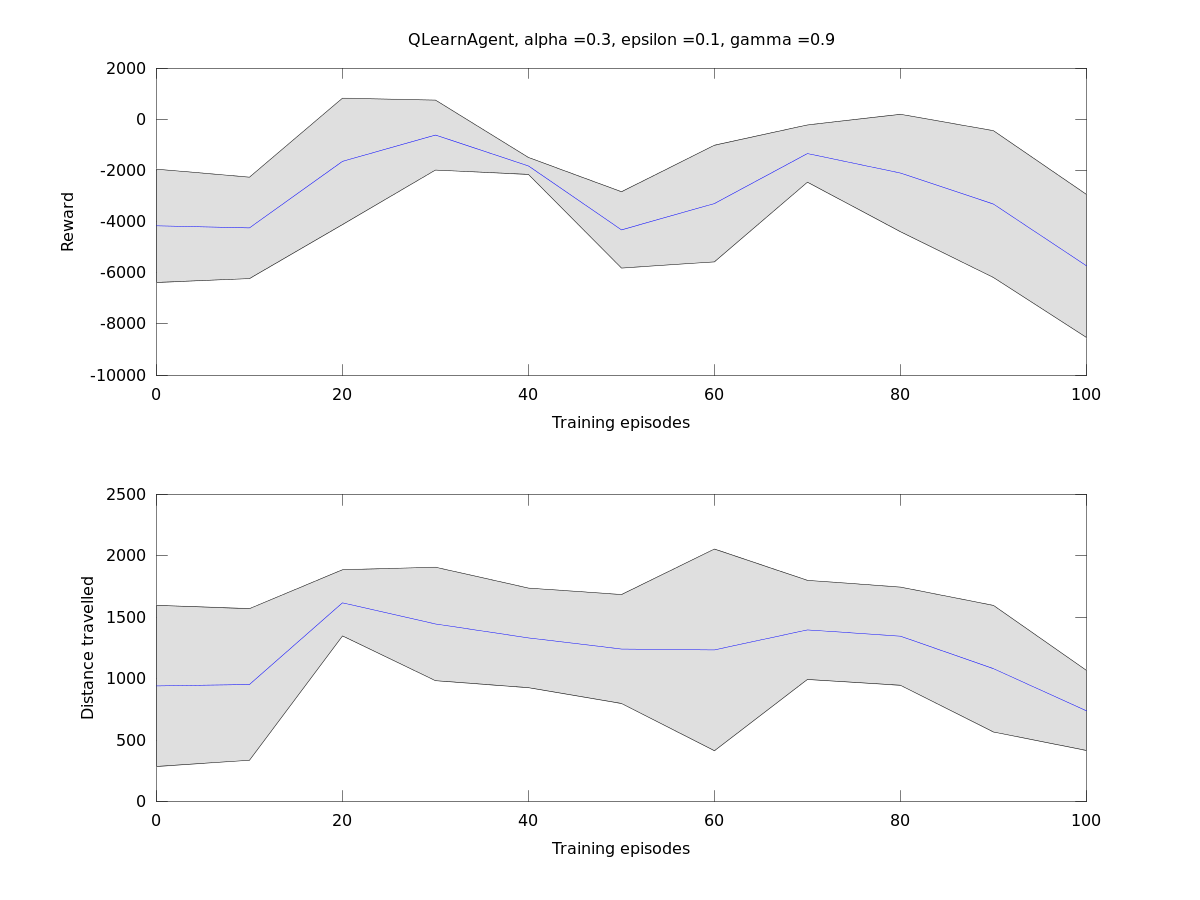 QLearnAgent, alpha =0.3, epsilon =0.1, gamma =0.9
2000
0
-2000
-4000
-6000
-8000
-10000
Reward
0 20 40 60 80 100
Training episodes
2500
2000
1500
1000
500
0
Distance travelled
0 20 40 60 80 100
Training episodes